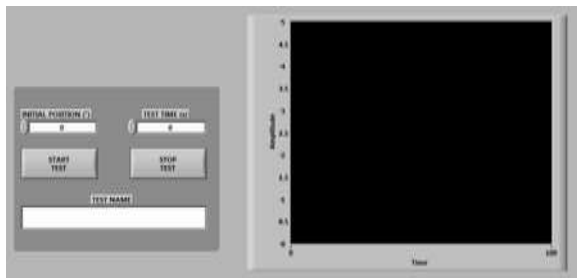 INITIAL POSITION (°)
TEST TIME (s)
0
0
START
TEST
STOP
TEST
TEST NAME
5
4.5
4
3.5
3
2.5
2
1.5
1
0.5
0
Amplitude
0
100
Time